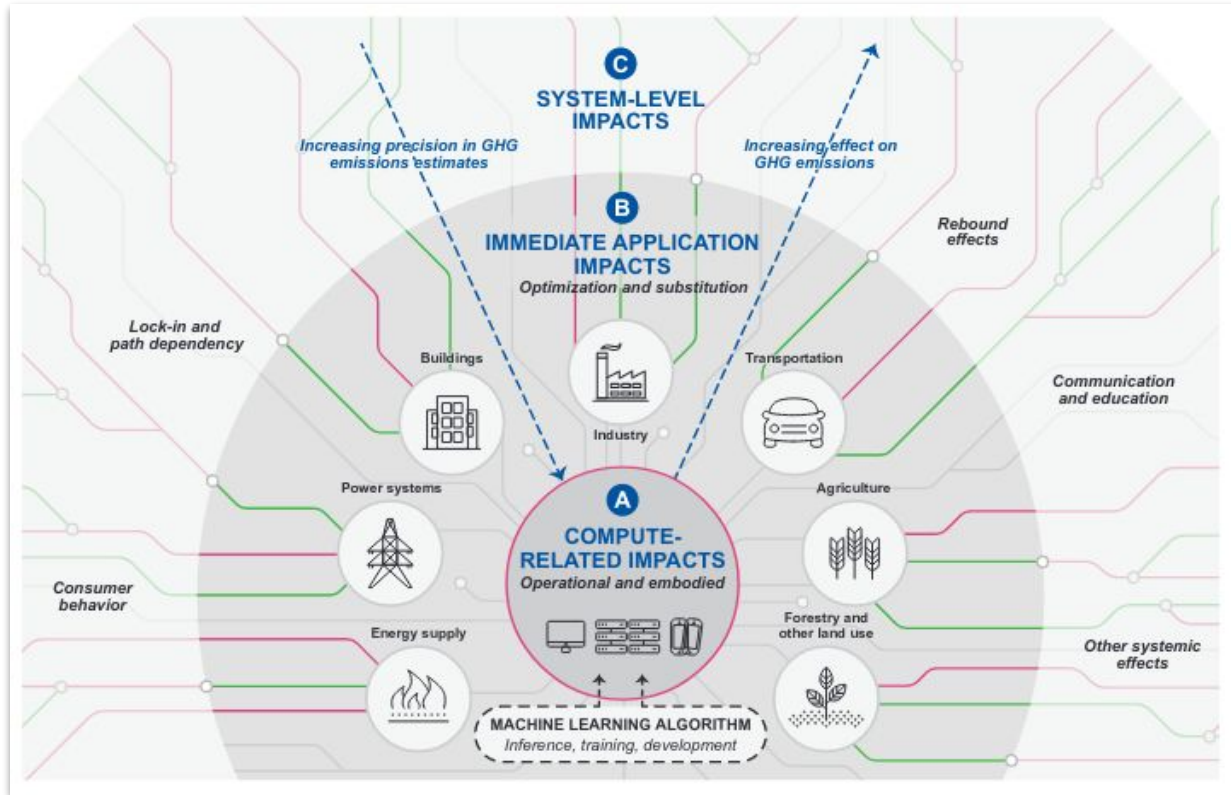 C
SYSTEM-LEVEL
IMPACTS
Increasing precision in GHG
emissions estimates
Increasing effect on
GHG emissions
B
IMMEDIATE APPLICATION
IMPACTS
Optimization and substitution
Rebound
effects
Lock-in and
path dependency
Buildings
Transportation
Communication
and education
Industry
Power systems
Agriculture
A
COMPUTE-
RELATED IMPACTS
Operational and embodied
Consumer
behavior
Energy supply
Forestry and
other land use
Other systemic
effects
MACHINE LEARNING ALGORITHM
Inference, training, development